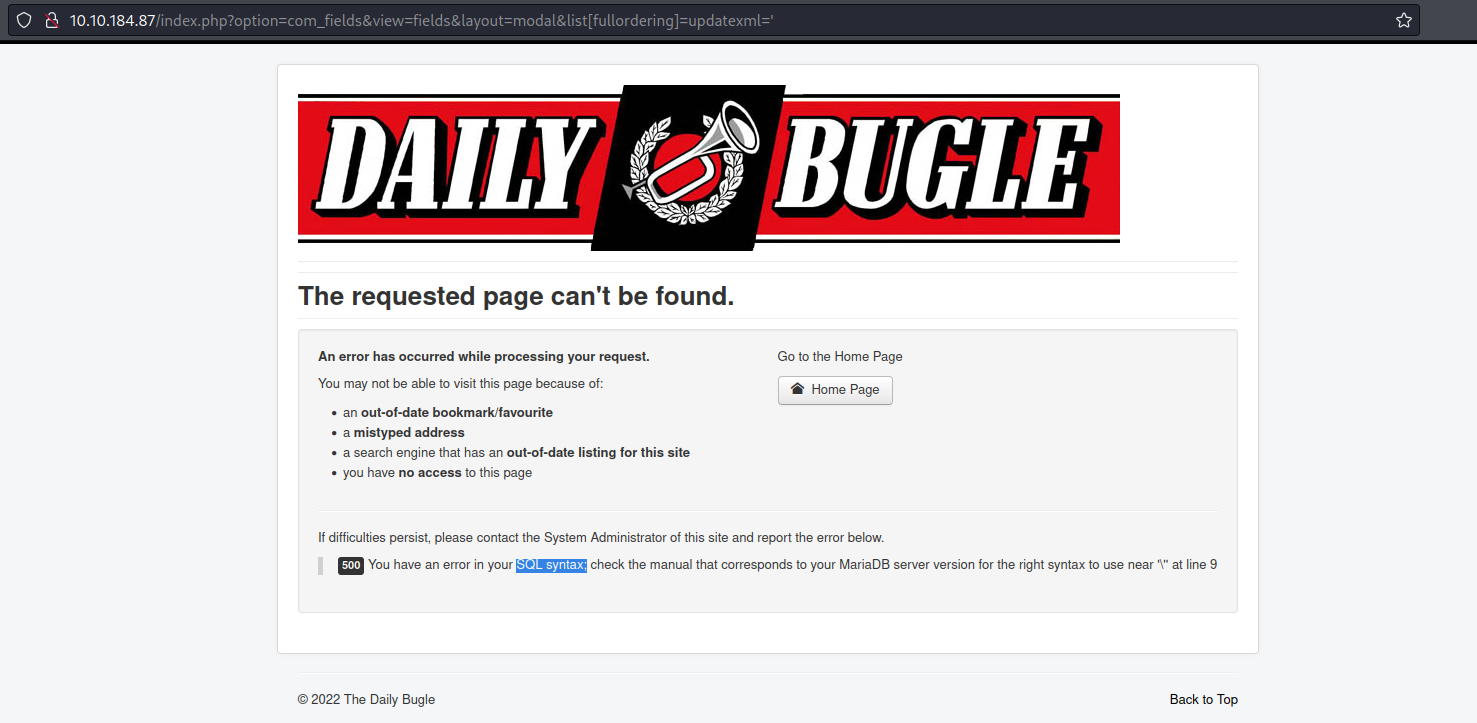 10.10.184.87/index.php?option=com_fields&view=fields&layout=modal&list[fullordering]=updatexml='
DAILY BUGLE
The requested page can't be found.
An error has occurred while processing your request.
You may not be able to visit this page because of:
• an out-of-date bookmark/favourite
• a mistyped address
• a search engine that has an out-of-date listing for this site
• you have no access to this page
Go to the Home Page
Home Page
If difficulties persist, please contact the System Administrator of this site and report the error below.
500 You have an error in your SQL syntax; check the manual that corresponds to your MariaDB server version for the right syntax to use near '\'' at line 9
© 2022 The Daily Bugle
Back to Top